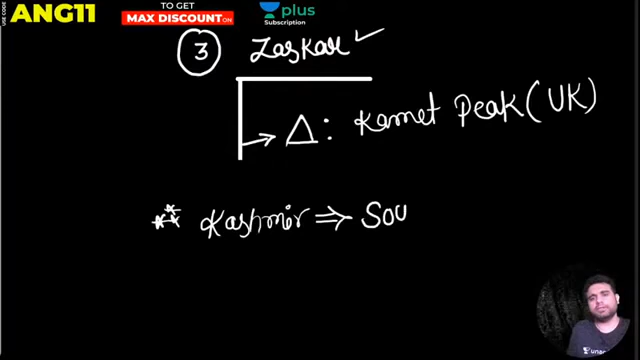 USE CODE
ANG11
TO GET
MAX DISCOUNT ON
plus
Subscription
3 Zaskar ✓
→ Δ: Kamet Peak (UK)
Kashmir ⇒ Sou